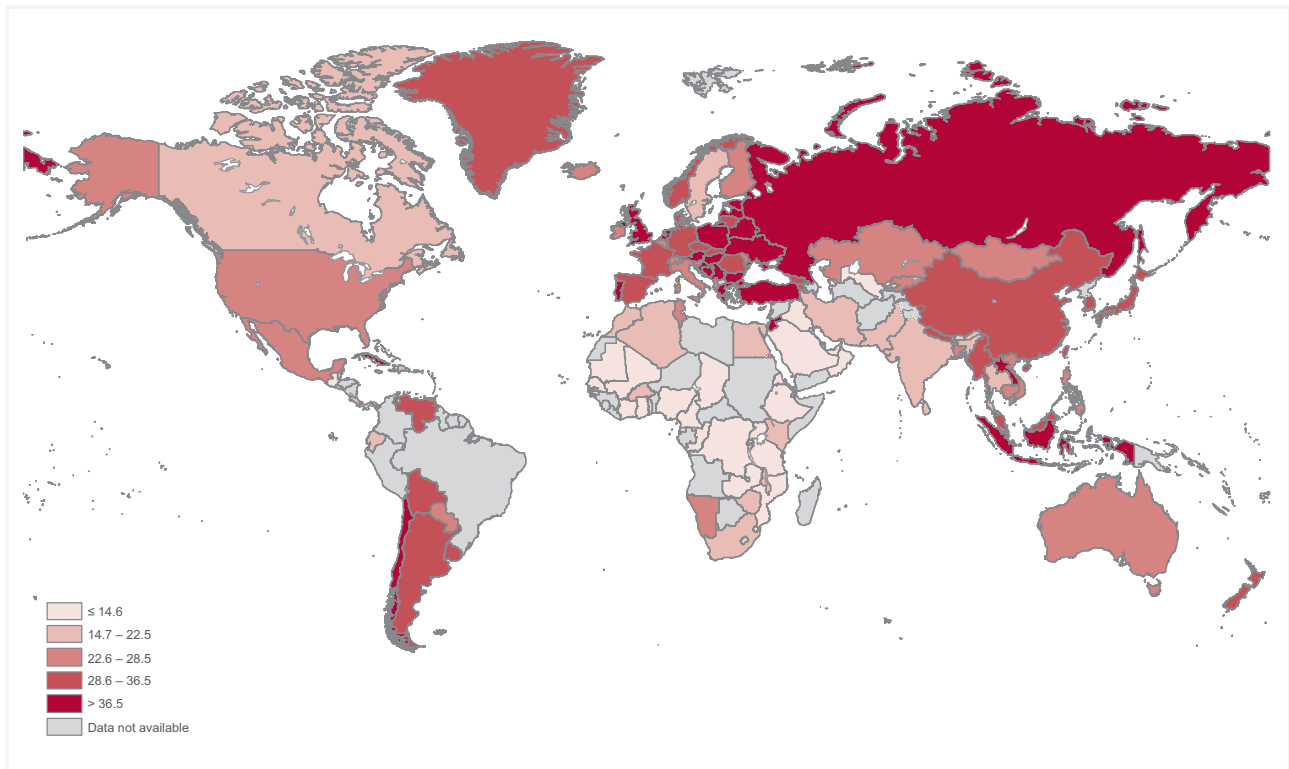 ≤ 14.6
14.7 – 22.5
22.6 – 28.5
28.6 – 36.5
> 36.5
Data not available